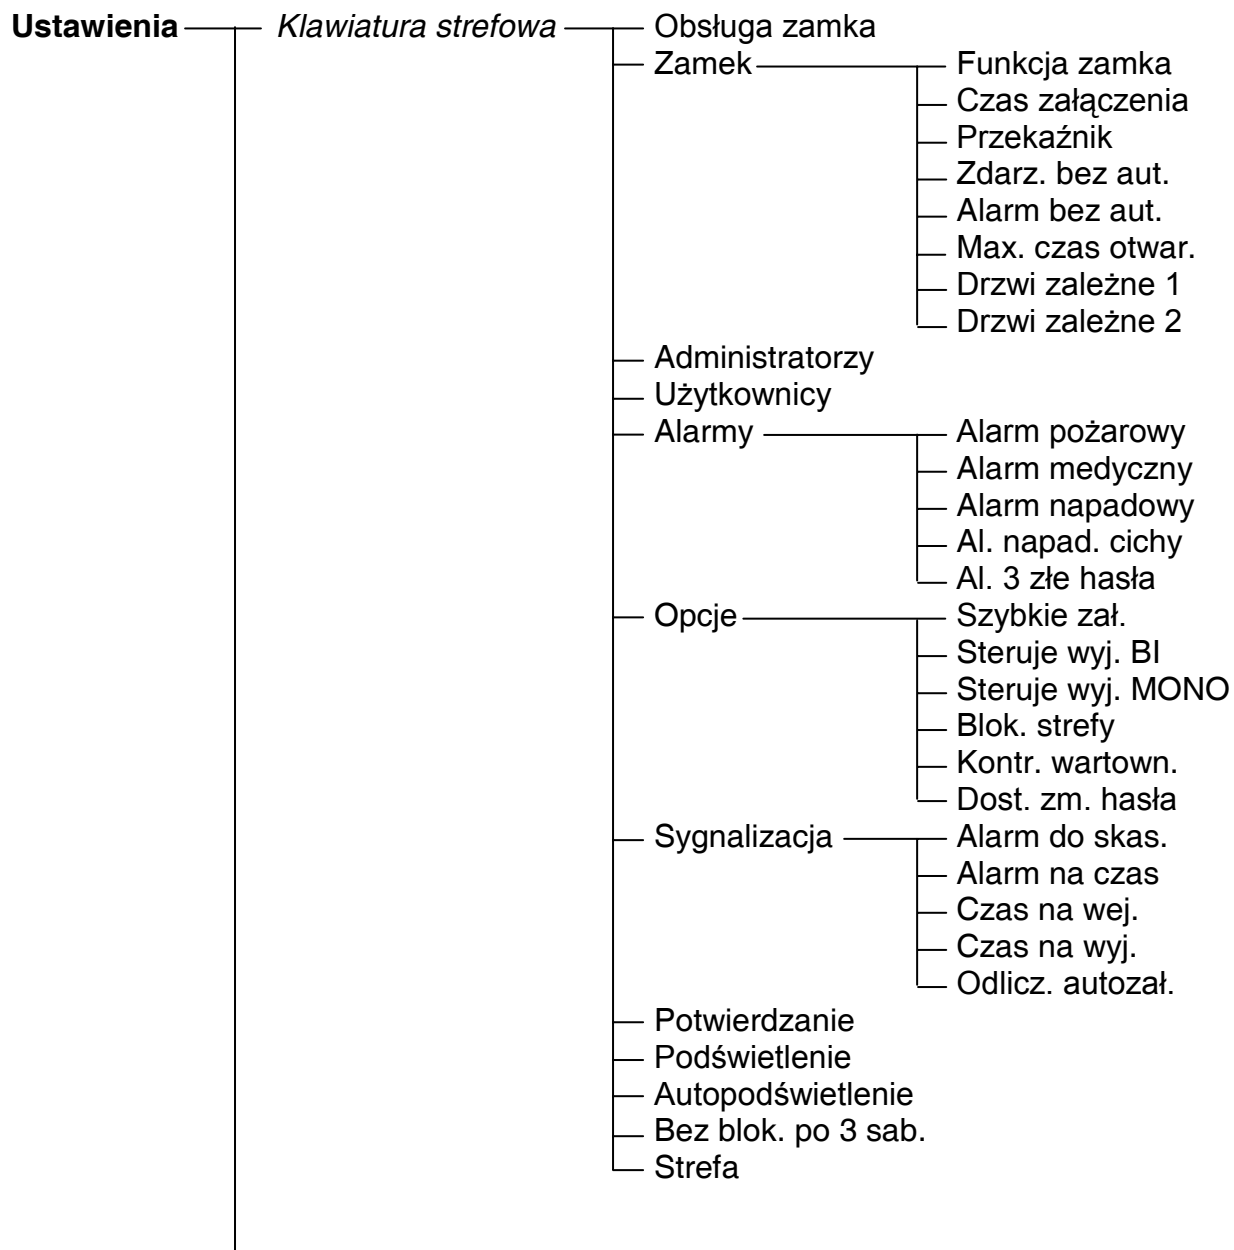 Ustawienia Klawiatura strefowa Obsługa zamka
Zamek Funkcja zamka
Czas załączenia
Przekaźnik
Zdarz. bez aut.
Alarm bez aut.
Max. czas otwar.
Drzwi zależne 1
Drzwi zależne 2
Administratorzy
Użytkownicy
Alarmy Alarm pożarowy
Alarm medyczny
Alarm napadowy
Al. napad. cichy
Al. 3 złe hasła
Opcje Szybkie zał.
Steruje wyj. BI
Steruje wyj. MONO
Blok. strefy
Kontr. wartown.
Dost. zm. hasła
Sygnalizacja Alarm do skas.
Alarm na czas
Czas na wej.
Czas na wyj.
Odlicz. autozał.
Potwierdzanie
Podświetlenie
Autopodświetlenie
Bez blok. po 3 sab.
Strefa